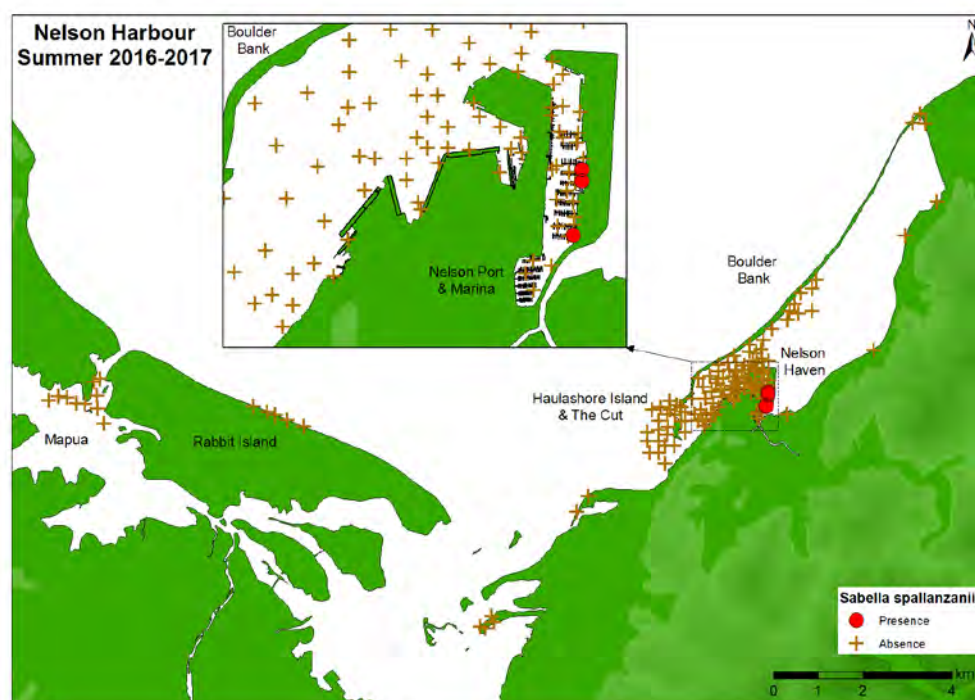 Nelson Harbour
Summer 2016-2017
Boulder
Bank
N
Nelson Port
& Marina
Boulder
Bank
Nelson
Haven
Haulashore Island
& The Cut
Mapua
Rabbit Island
Sabella spallanzanii
Presence
Absence
km
0 1 2 4